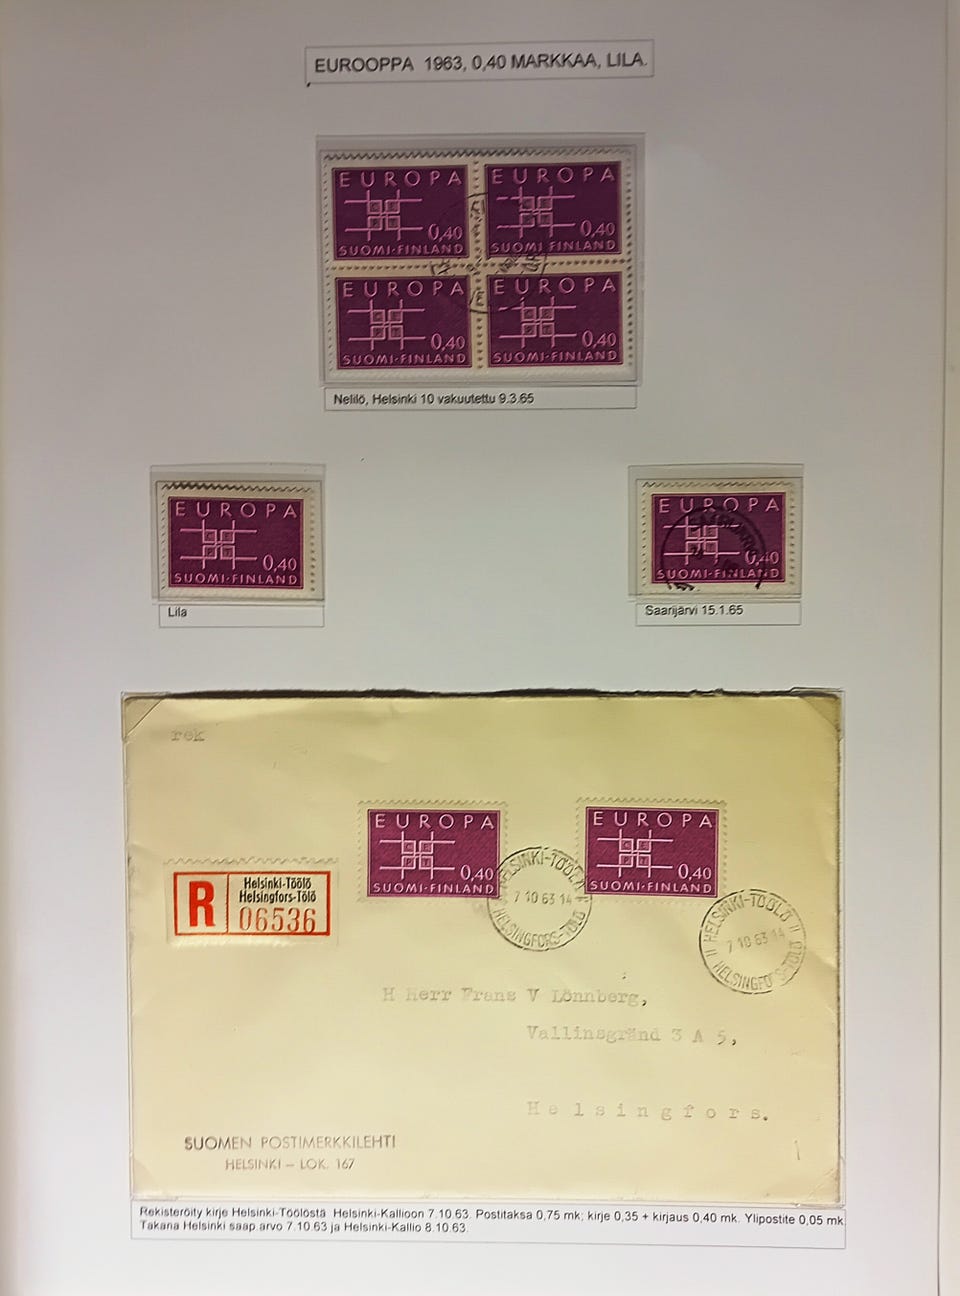 EUROOPPA 1963, 0,40 MARKKAA, LILA.
EUROPA
0,40
SUOMI-FINLAND
EUROPA
0,40
SUOMI-FINLAND
EUROPA
0,40
SUOMI-FINLAND
EUROPA
0,40
SUOMI-FINLAND
Nelilö, Helsinki 10 vakuutettu 9.3.65
EUROPA
0,40
SUOMI-FINLAND
Lila
EUROPA
0,40
SUOMI-FINLAND
Saarijärvi 15.1.65
rek
EUROPA
0,40
SUOMI-FINLAND
EUROPA
0,40
SUOMI-FINLAND
HELSINKI-TÖÖLÖ
7 10 63 14
HELSINGFORS-TÖLÖ
HELSINKI-TÖÖLÖ
7 10 63 14
HELSINGFORS-TÖLÖ
R
Helsinki-Töölö
Helsingfors-Tölö
06536
H Herr Frans V Lönnberg,
Vallinsgränd 3 A 5,
Helsingfors.
SUOMEN POSTIMERKKILEHTI
HELSINKI – LOK. 167
Rekisteröity kirje Helsinki-Töölöstä Helsinki-Kallioon 7.10.63. Postitaksa 0,75 mk; kirje 0,35 + kirjaus 0,40 mk. Ylipostite 0,05 mk
Takana Helsinki saap.arvo 7.10.63 ja Helsinki-Kallio 8.10.63.